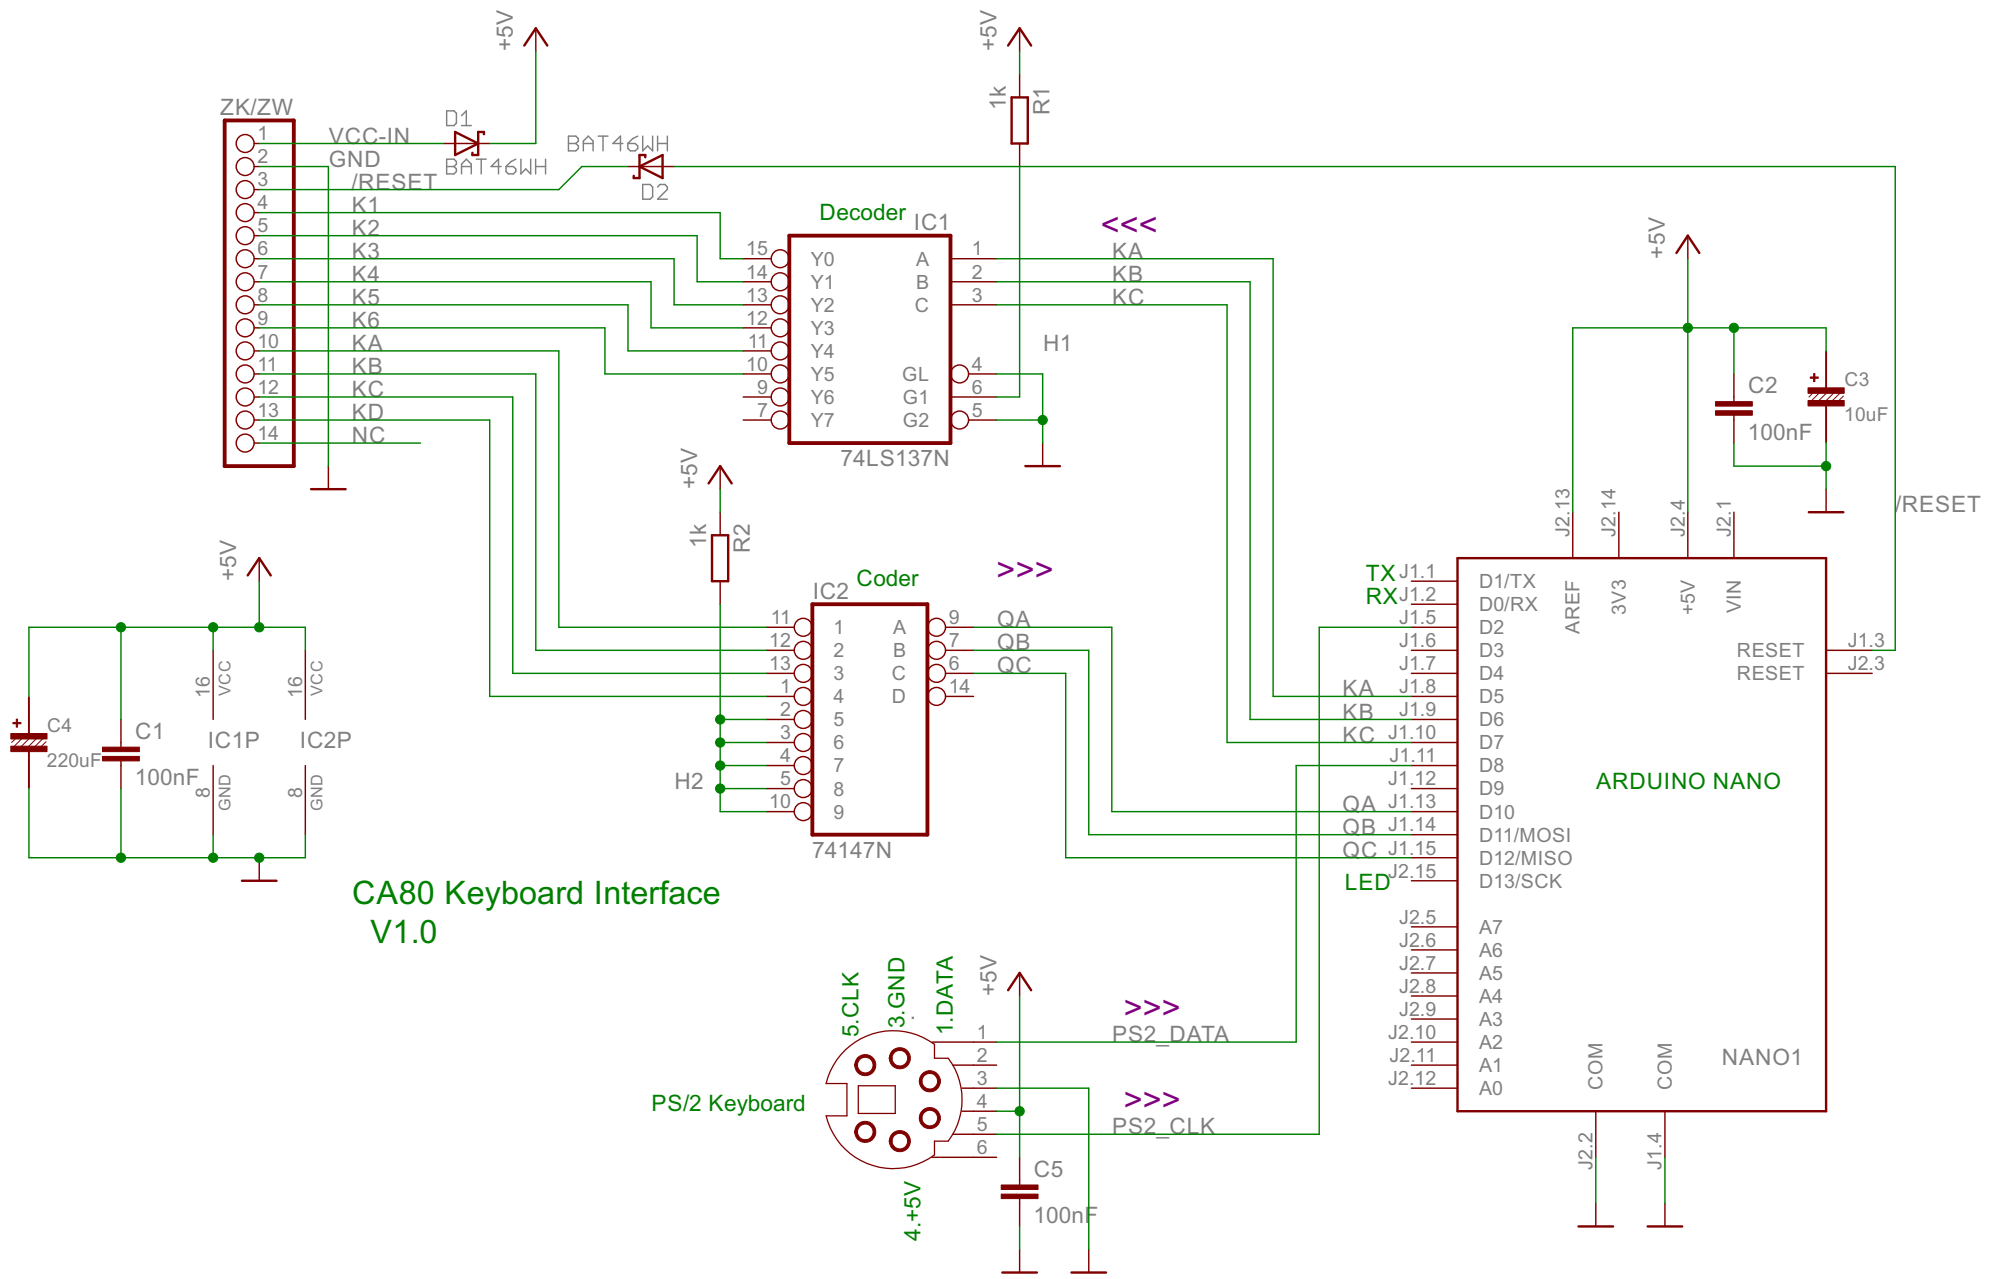 +5V
+5V
ZK/ZW
D1
BAT46WH
BAT46WH
D2
1k
R1
1 VCC-IN
2 GND
3 /RESET
4 K1
5 K2
6 K3
7 K4
8 K5
9 K6
10 KA
11 KB
12 KC
13 KD
14 NC
Decoder
IC1
<<<
15 Y0 A 1 KA
14 Y1 B 2 KB
13 Y2 C 3 KC
12 Y3
11 Y4
10 Y5 GL 4
9 Y6 G1 6
7 Y7 G2 5
H1
74LS137N
+5V
C2
100nF
+
C3
10uF
/RESET
+5V
1k
R2
Coder
IC2
>>>
11 1 A 9 QA
12 2 B 7 QB
13 3 C 6 QC
1 4 D 14
2 5
3 6
4 7
5 8
10 9
H2
74147N
+5V
+
C4
220uF
C1
100nF
16 VCC
IC1P
8 GND
16 VCC
IC2P
8 GND
CA80 Keyboard Interface
V1.0
J2.13
J2.14
J2.4
J2.1
AREF
3V3
+5V
VIN
TX J1.1 D1/TX
RX J1.2 D0/RX
J1.5 D2
J1.6 D3
J1.7 D4
KA J1.8 D5
KB J1.9 D6
KC J1.10 D7
J1.11 D8
J1.12 D9
QA J1.13 D10
QB J1.14 D11/MOSI
QC J1.15 D12/MISO
LED J2.15 D13/SCK
J2.5 A7
J2.6 A6
J2.7 A5
J2.8 A4
J2.9 A3
J2.10 A2
J2.11 A1
J2.12 A0
RESET J1.3
RESET J2.3
ARDUINO NANO
NANO1
COM
COM
J2.2
J1.4
5.CLK
3.GND
1.DATA
+5V
>>>
1 PS2_DATA
2
3
4
>>>
5 PS2_CLK
6
PS/2 Keyboard
4.+5V
C5
100nF